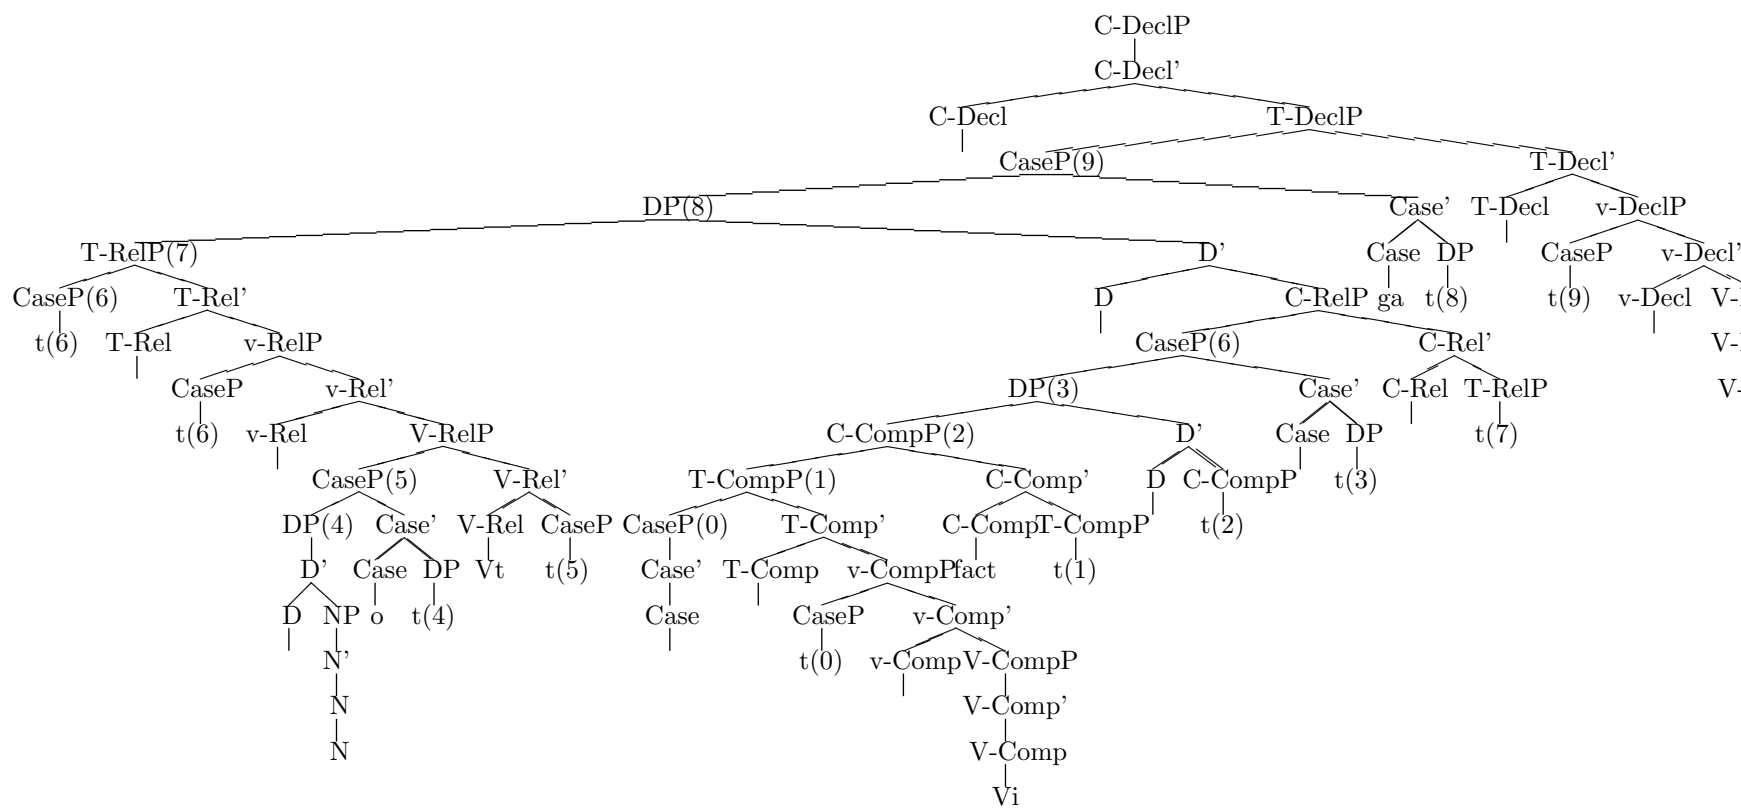 C-DeclP
C-Decl'
C-Decl T-DeclP
CaseP(9) T-Decl'
DP(8) Case' T-Decl v-DeclP
T-RelP(7) D' Case DP CaseP v-Decl'
CaseP(6) T-Rel' D C-RelP ga t(8) t(9) v-Decl
t(6) T-Rel v-RelP CaseP(6) C-Rel'
CaseP v-Rel' DP(3) Case' C-Rel T-RelP
t(6) v-Rel V-RelP C-CompP(2) D' Case DP t(7)
CaseP(5) V-Rel' T-CompP(1) C-Comp' D C-CompP t(3)
DP(4) Case' V-Rel CaseP CaseP(0) T-Comp' C-Comp T-CompP t(2)
D' Case DP Vt t(5) Case' T-Comp v-CompP fact t(1)
D NP o t(4) Case CaseP v-Comp'
N' t(0) v-Comp V-CompP
N V-Comp'
N V-Comp
Vi